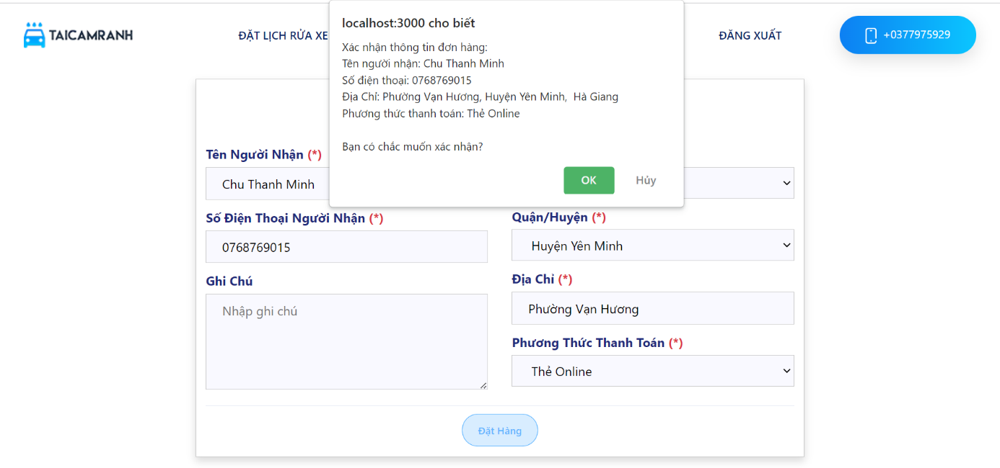 TAICAMRANH
ĐẶT LỊCH RỬA XE
ĐĂNG XUẤT
+0377975929
localhost:3000 cho biết
Xác nhận thông tin đơn hàng:
Tên người nhận: Chu Thanh Minh
Số điện thoại: 0768769015
Địa Chỉ: Phường Vạn Hương, Huyện Yên Minh,  Hà Giang
Phương thức thanh toán: Thẻ Online
Bạn có chắc muốn xác nhận?
OK
Hủy
Tên Người Nhận (*)
Chu Thanh Minh
Số Điện Thoại Người Nhận (*)
0768769015
Ghi Chú
Nhập ghi chú
Quận/Huyện (*)
Huyện Yên Minh
Địa Chỉ (*)
Phường Vạn Hương
Phương Thức Thanh Toán (*)
Thẻ Online
Đặt Hàng